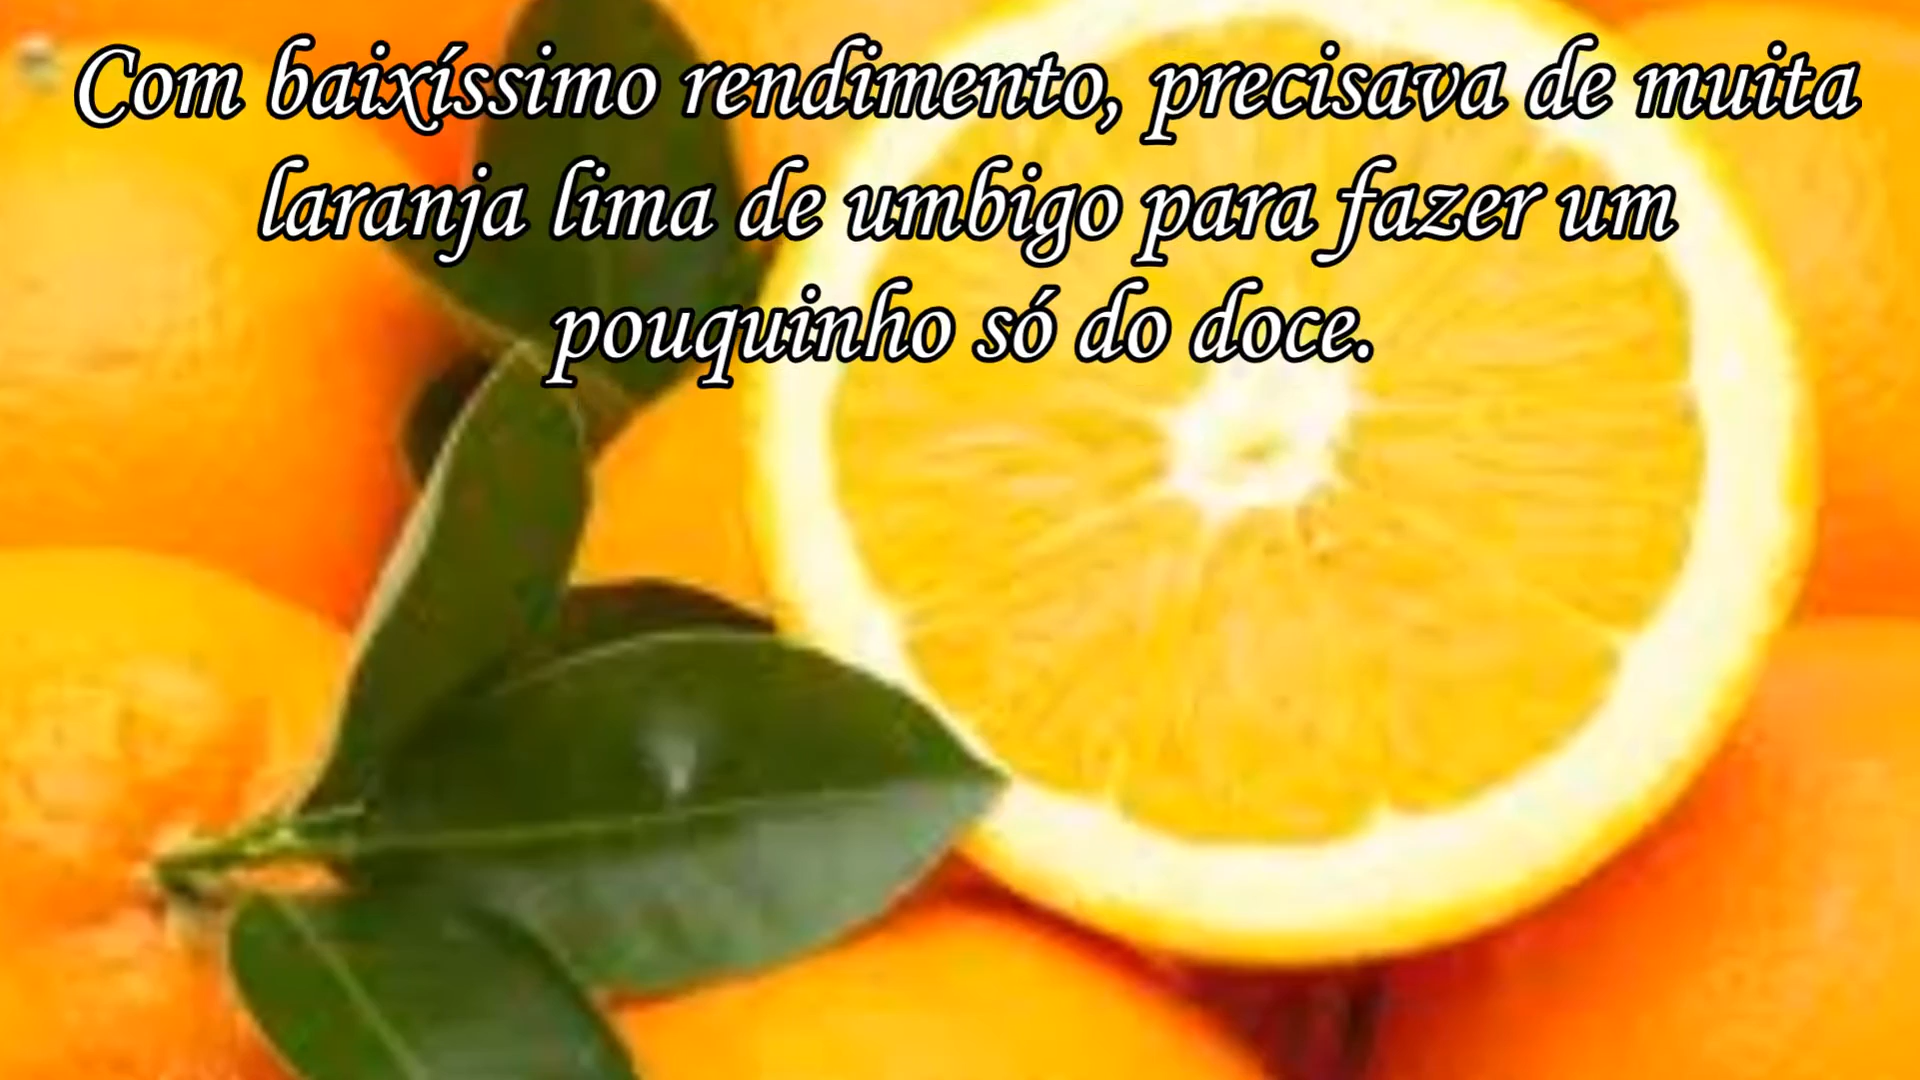 Com baixíssimo rendimento, precisava de muita
laranja lima de umbigo para fazer um
pouquinho só do doce.